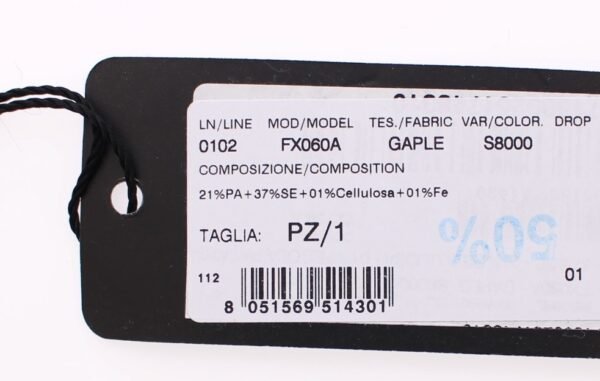 LN/LINE MOD/MODEL TES./FABRIC VAR/COLOR. DROP
0102 FX060A GAPLE S8000
COMPOSIZIONE/COMPOSITION
21%PA+37%SE+01%Cellulosa+01%Fe
TAGLIA: PZ/1
50%
112
01
8 051569 514301